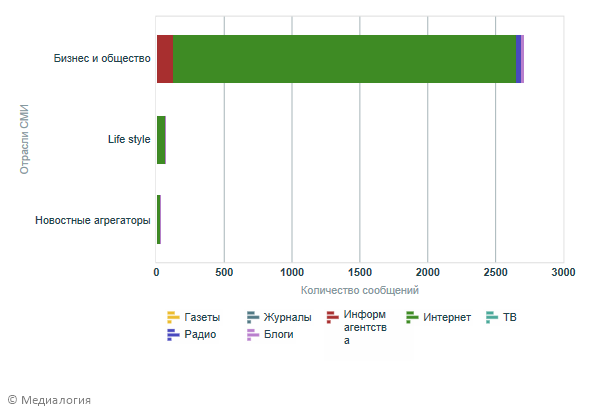 Бизнес и общество
Life style
Новостные агрегаторы
Отрасли СМИ
0 500 1000 1500 2000 2500 3000
Количество сообщений
Газеты Журналы Информ Интернет ТВ
агентств
а
Радио Блоги
© Медиалогия